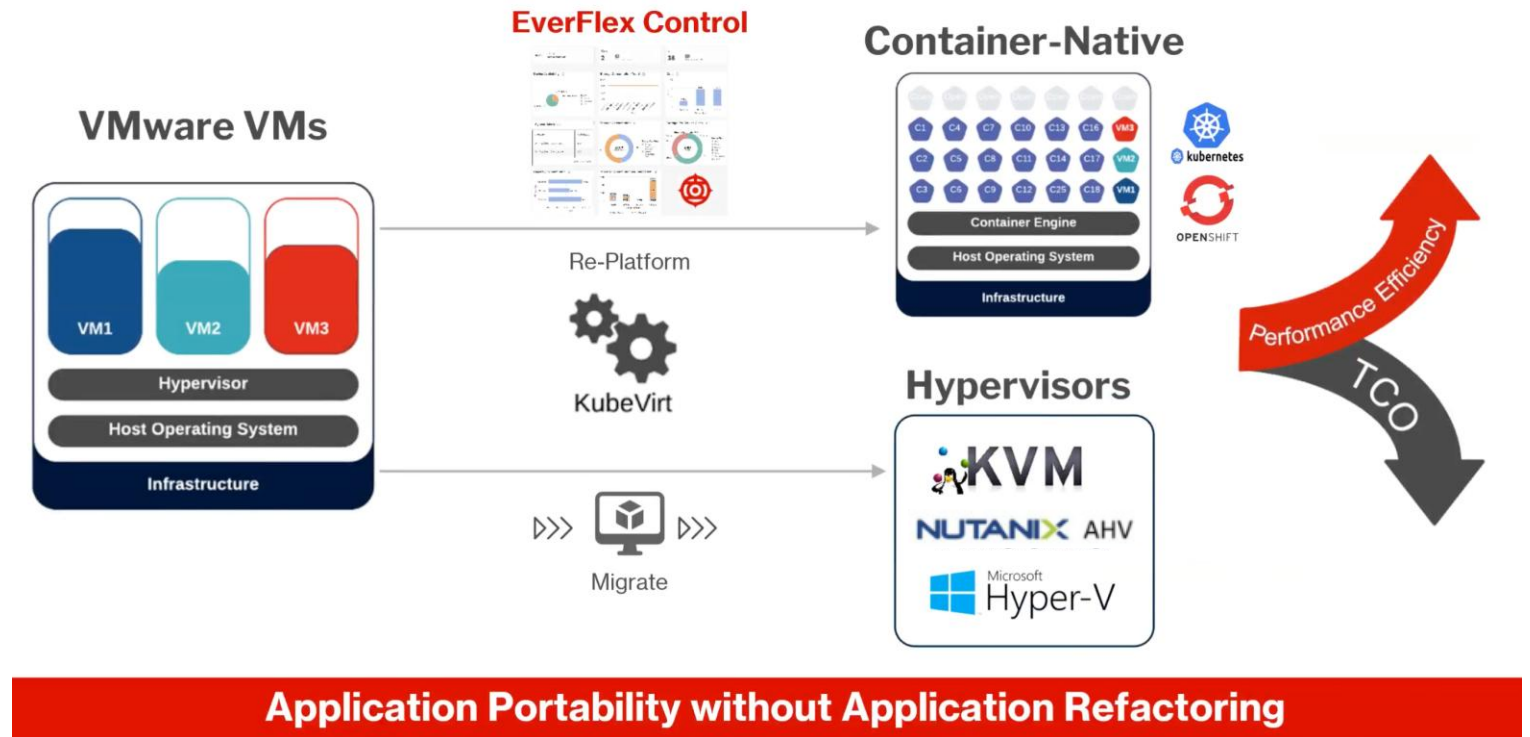 EverFlex Control
Container-Native
VMware VMs
C1 C4 C7 C10 C13 C16 VM3
C2 C5 C8 C11 C14 C17 VM2
C3 C6 C9 C12 C25 C18 VM1
kubernetes
OPENSHIFT
Container Engine
Host Operating System
Infrastructure
Re-Platform
KubeVirt
VM1 VM2 VM3
Hypervisor
Host Operating System
Infrastructure
Performance Efficiency
TCO
Hypervisors
KVM
NUTANIX AHV
Microsoft
Hyper-V
Migrate
Application Portability without Application Refactoring